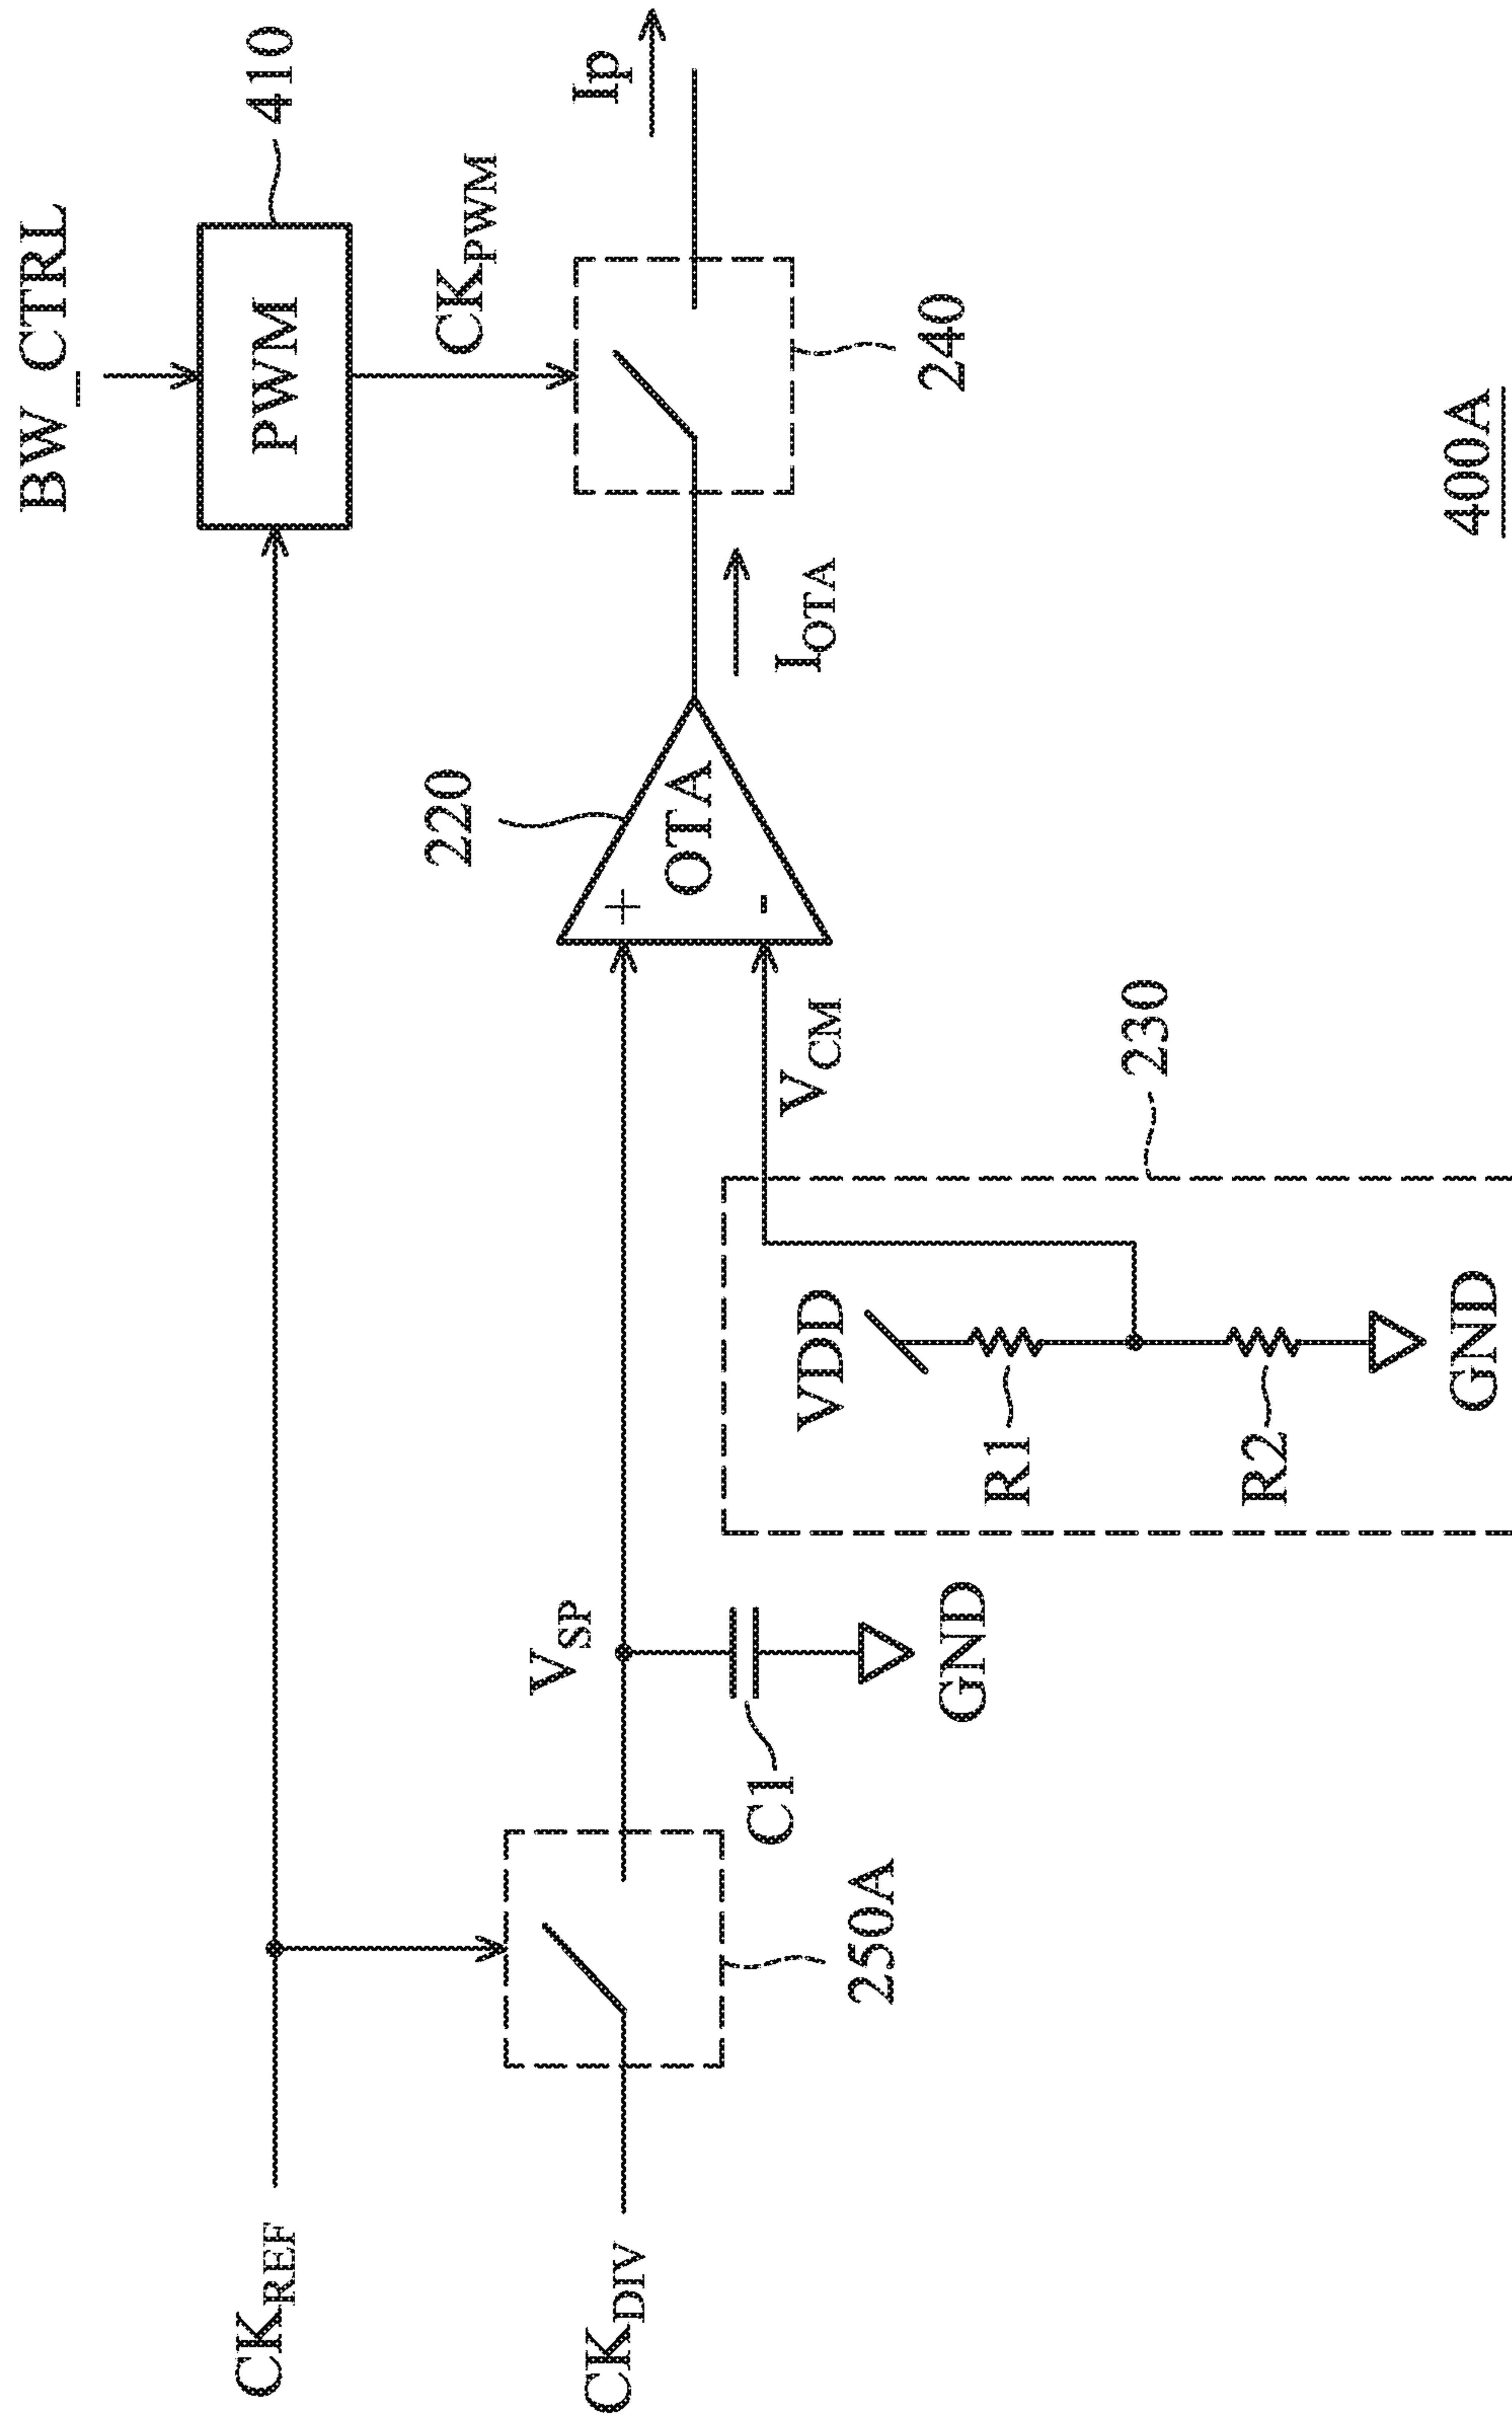 BW_CTRL
CK_REF
PWM
410
CK_PWM
CK_DIV
250A
V_SP
C1
GND
220
+
OTA
-
I_OTA
240
Ip
V_CM
230
VDD
R1
R2
GND
400A